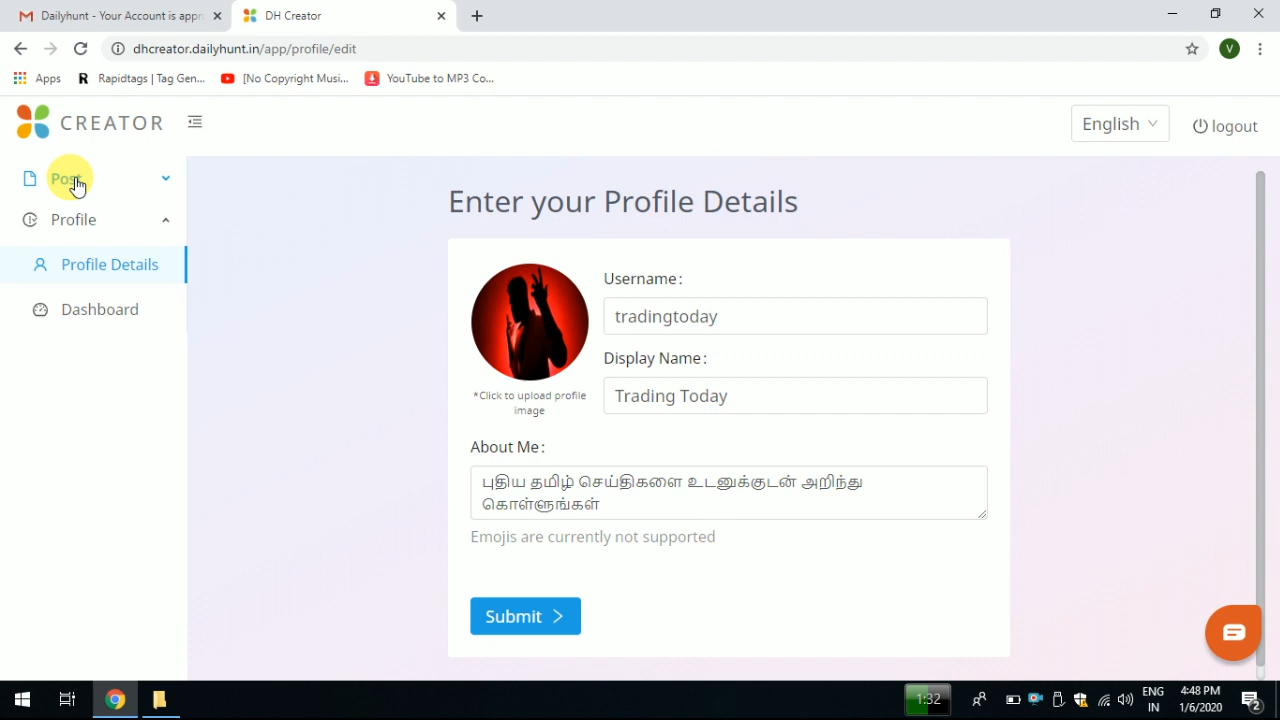 Dailyhunt - Your Account is appr
DH Creator
dhcreator.dailyhunt.in/app/profile/edit
V
Apps
R Rapidtags | Tag Gen...
[No Copyright Musi...
YouTube to MP3 Co...
CREATOR
English
logout
Post
Profile
Profile Details
Dashboard
Enter your Profile Details
*Click to upload profile
image
Username:
tradingtoday
Display Name:
Trading Today
About Me:
புதிய தமிழ் செய்திகளை உடனுக்குடன் அறிந்து
கொள்ளுங்கள்
Emojis are currently not supported
Submit
1:32
ENG
IN
4:48 PM
1/6/2020
2